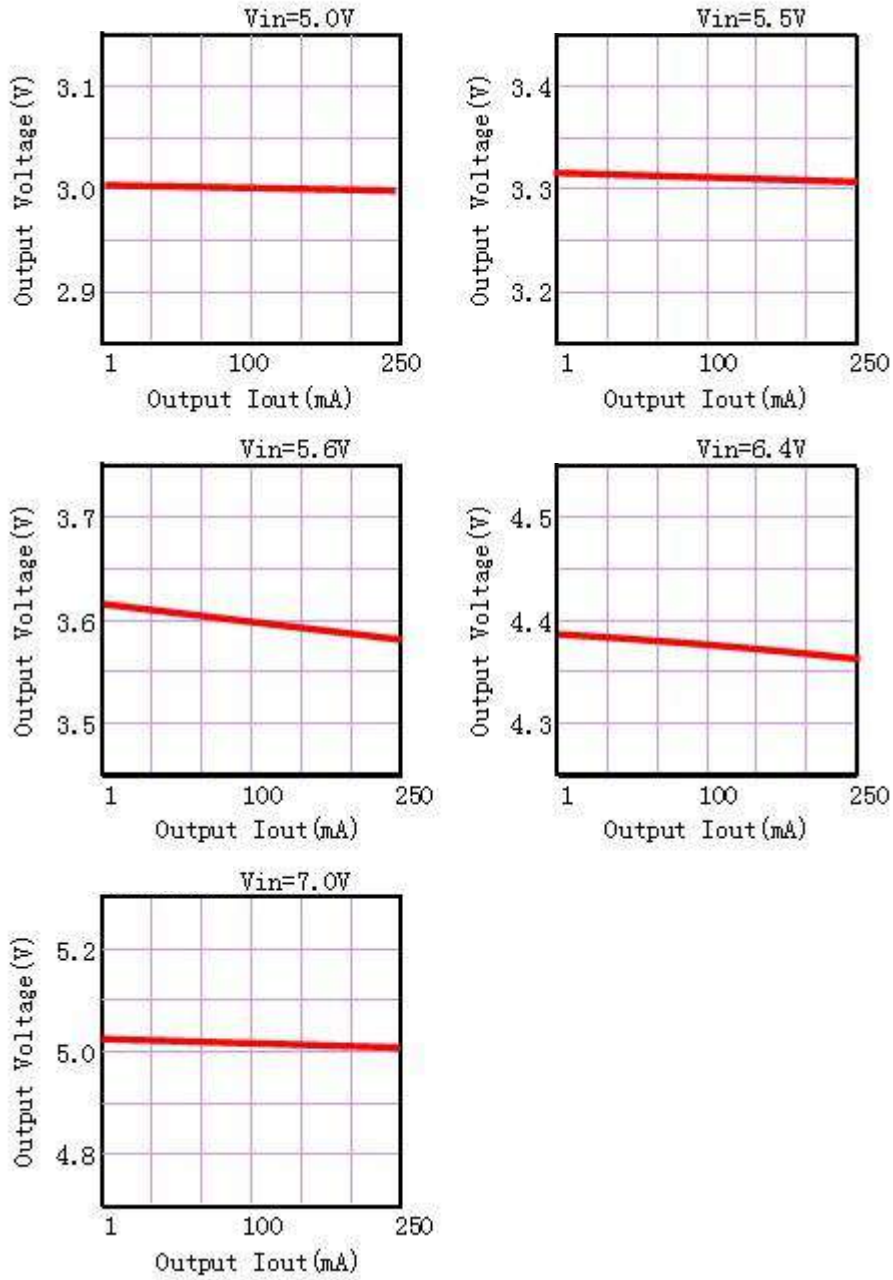 Vin=5.0V
Output Voltage(V)
3.1
3.0
2.9
1 100 250
Output Iout(mA)
Vin=5.5V
Output Voltage(V)
3.4
3.3
3.2
1 100 250
Output Iout(mA)
Vin=5.6V
Output Voltage(V)
3.7
3.6
3.5
1 100 250
Output Iout(mA)
Vin=6.4V
Output Voltage(V)
4.5
4.4
4.3
1 100 250
Output Iout(mA)
Vin=7.0V
Output Voltage(V)
5.2
5.0
4.8
1 100 250
Output Iout(mA)